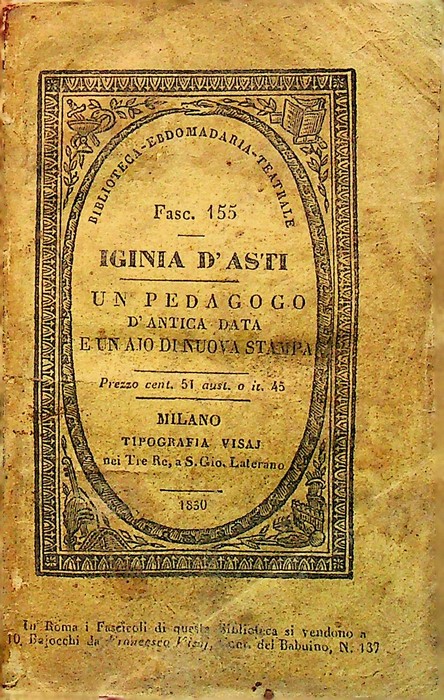 BIBLIOTECA-EBDOMADARIA-TEATRALE
Fasc. 155
IGINIA D'ASTI
UN PEDAGOGO
D'ANTICA DATA
E UN AJO DI NUOVA STAMPA
Prezzo cent. 51 aust. o it. 45
MILANO
TIPOGRAFIA VISAJ
nei Tre Re, a S. Gio. Laterano
1830
In Roma i Fascicoli di questa Biblioteca si vendono a
10 Bajocchi da Francesco Visaj, del Babuino, N. 137